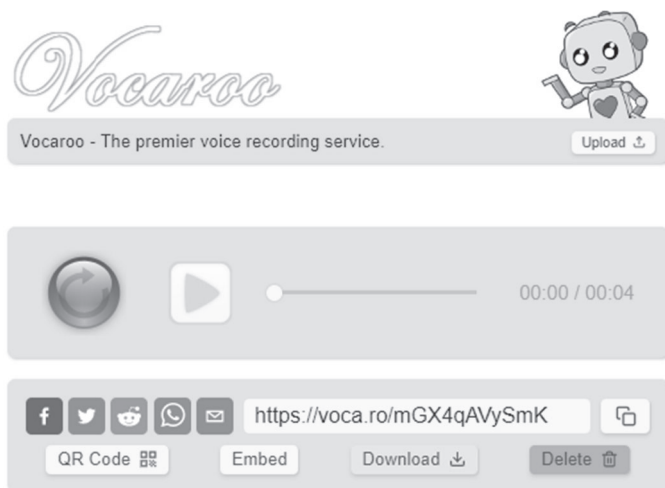 Vocaroo
Vocaroo - The premier voice recording service.
Upload
00:00 / 00:04
https://voca.ro/mGX4qAVySmK
QR Code
Embed
Download
Delete